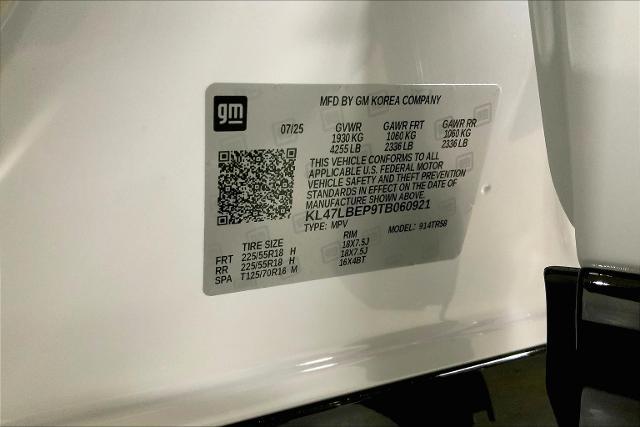 gm
MFD BY GM KOREA COMPANY
07/25 GVWR GAWR FRT GAWR RR
1930 KG 1060 KG 1060 KG
4255 LB 2336 LB 2336 LB
THIS VEHICLE CONFORMS TO ALL
APPLICABLE U.S. FEDERAL MOTOR
VEHICLE SAFETY AND THEFT PREVENTION
STANDARDS IN EFFECT ON THE DATE OF
MANUFACTURE SHOWN ABOVE.
KL47LBEP9TB060921
TYPE: MPV MODEL: 914TR58
TIRE SIZE RIM
FRT 225/55R18 H 18X7.5J
RR 225/55R18 H 18X7.5J
SPA T125/70R16 M 16X4BT